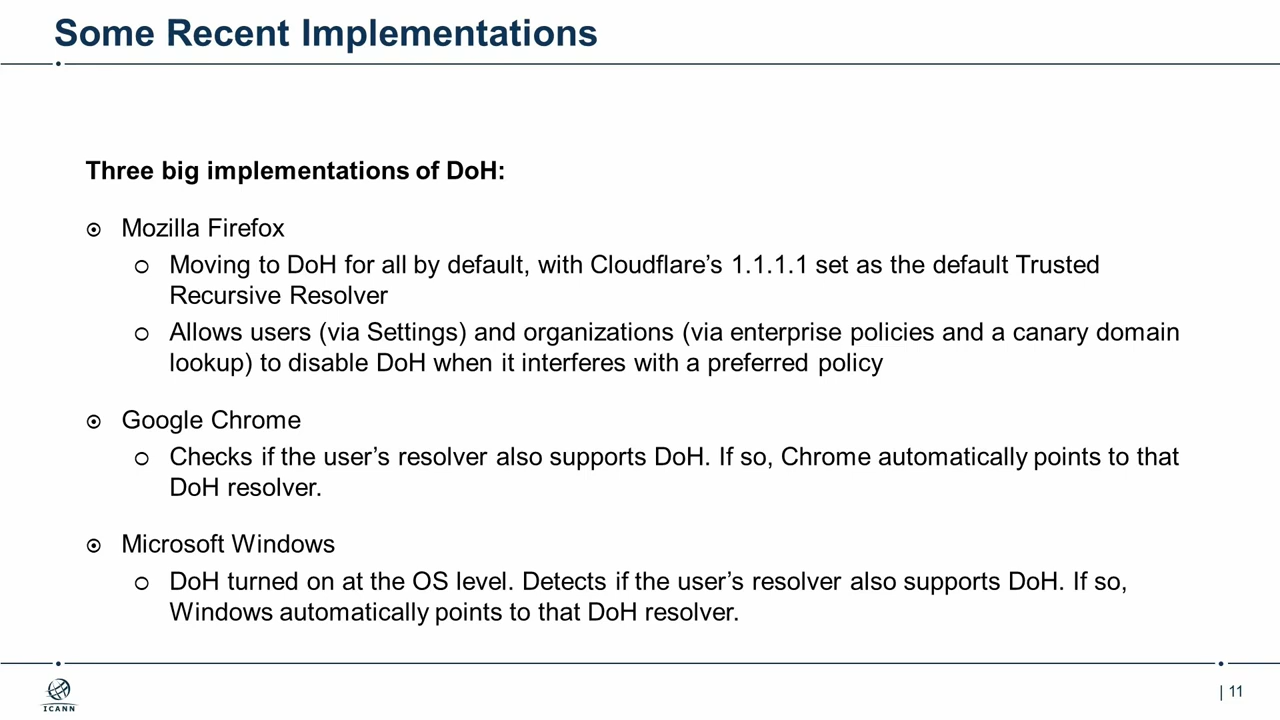 Some Recent Implementations
Three big implementations of DoH:
Mozilla Firefox
Moving to DoH for all by default, with Cloudflare’s 1.1.1.1 set as the default Trusted
Recursive Resolver
Allows users (via Settings) and organizations (via enterprise policies and a canary domain
lookup) to disable DoH when it interferes with a preferred policy
Google Chrome
Checks if the user’s resolver also supports DoH. If so, Chrome automatically points to that
DoH resolver.
Microsoft Windows
DoH turned on at the OS level. Detects if the user’s resolver also supports DoH. If so,
Windows automatically points to that DoH resolver.
ICANN
| 11